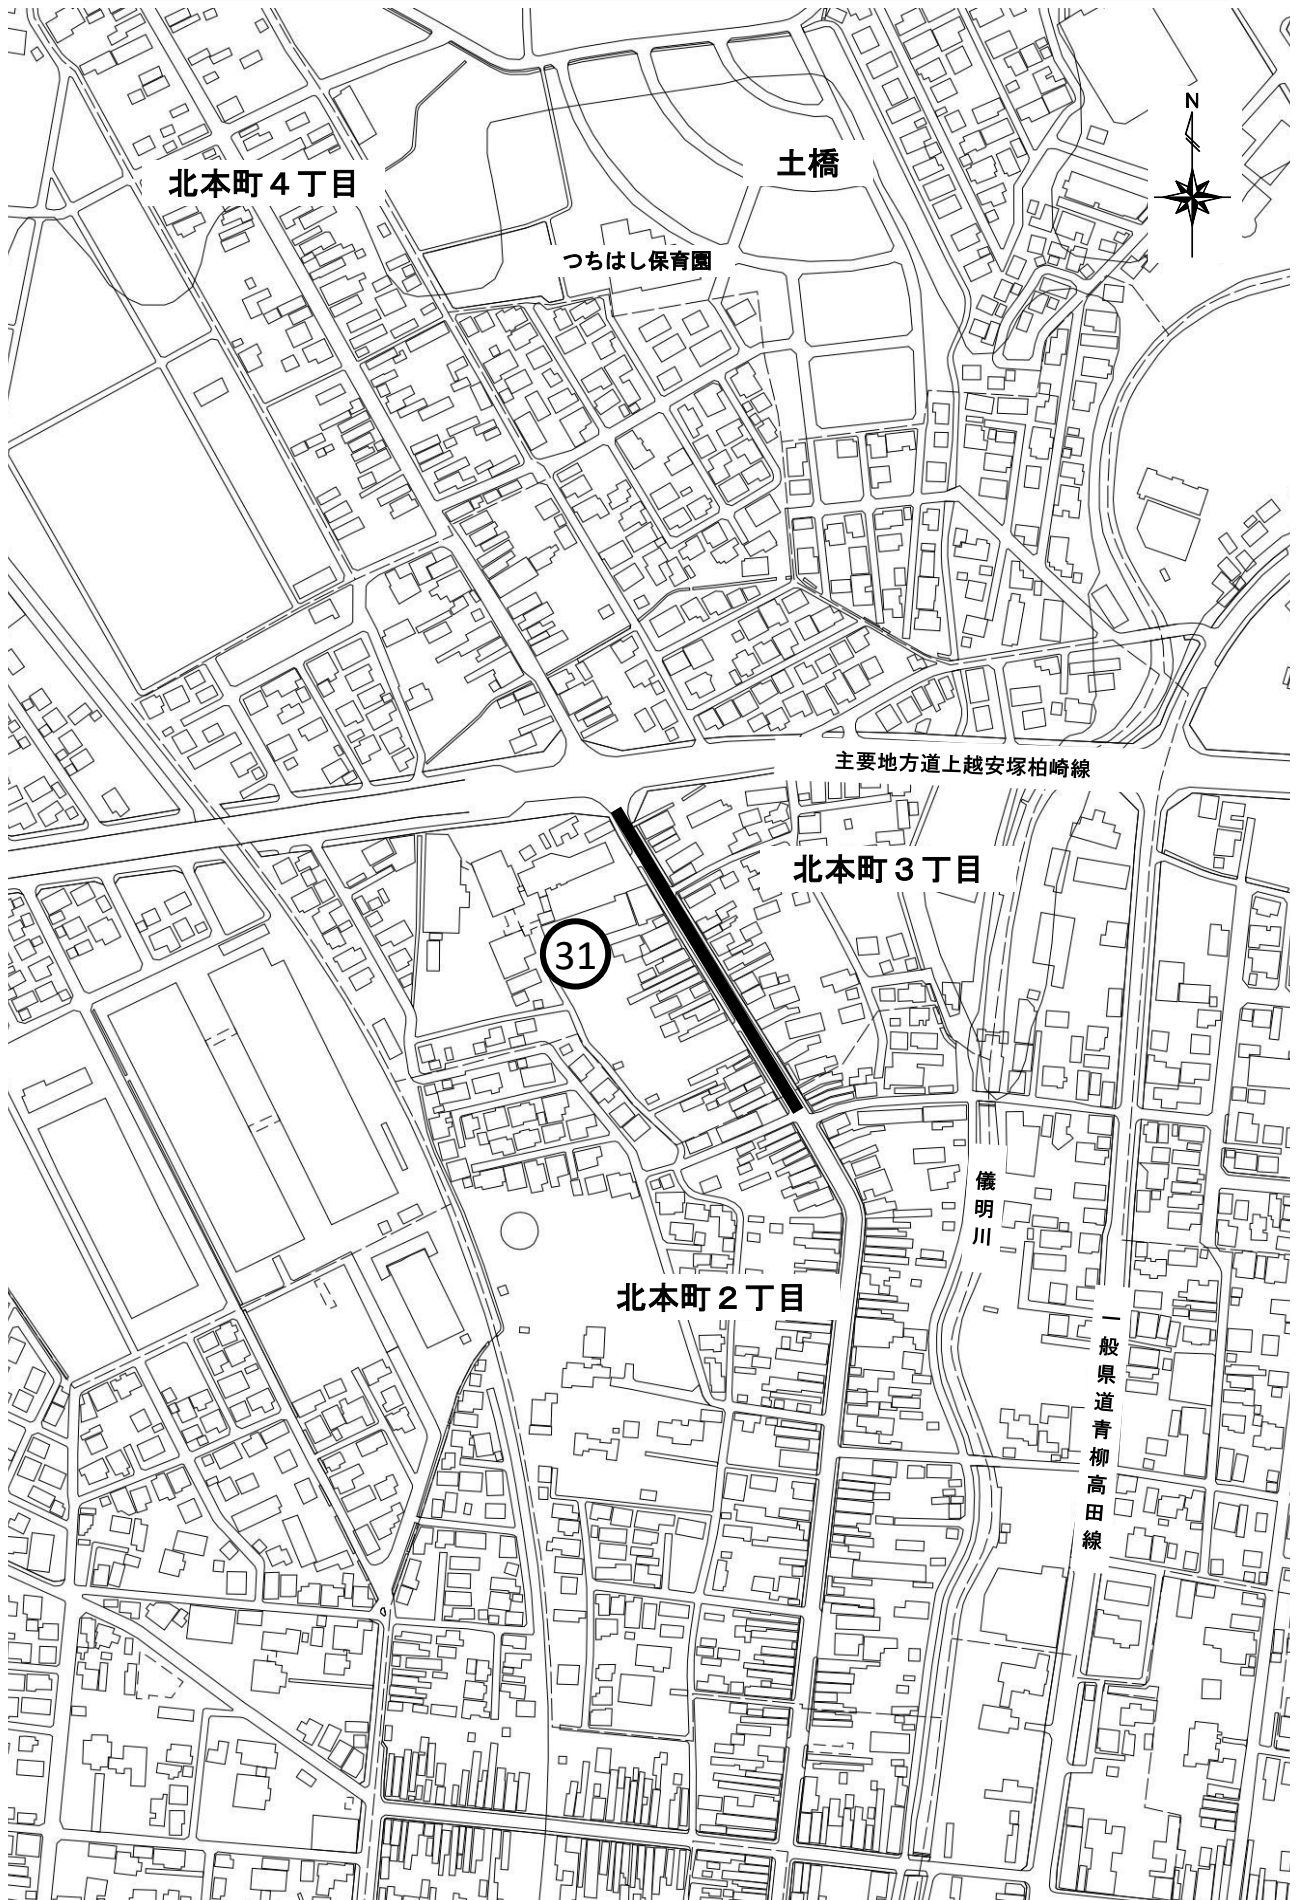 N
土橋
北本町４丁目
つちはし保育園
主要地方道上越安塚柏崎線
北本町３丁目
31
儀明川
北本町２丁目
一般県道青柳高田線